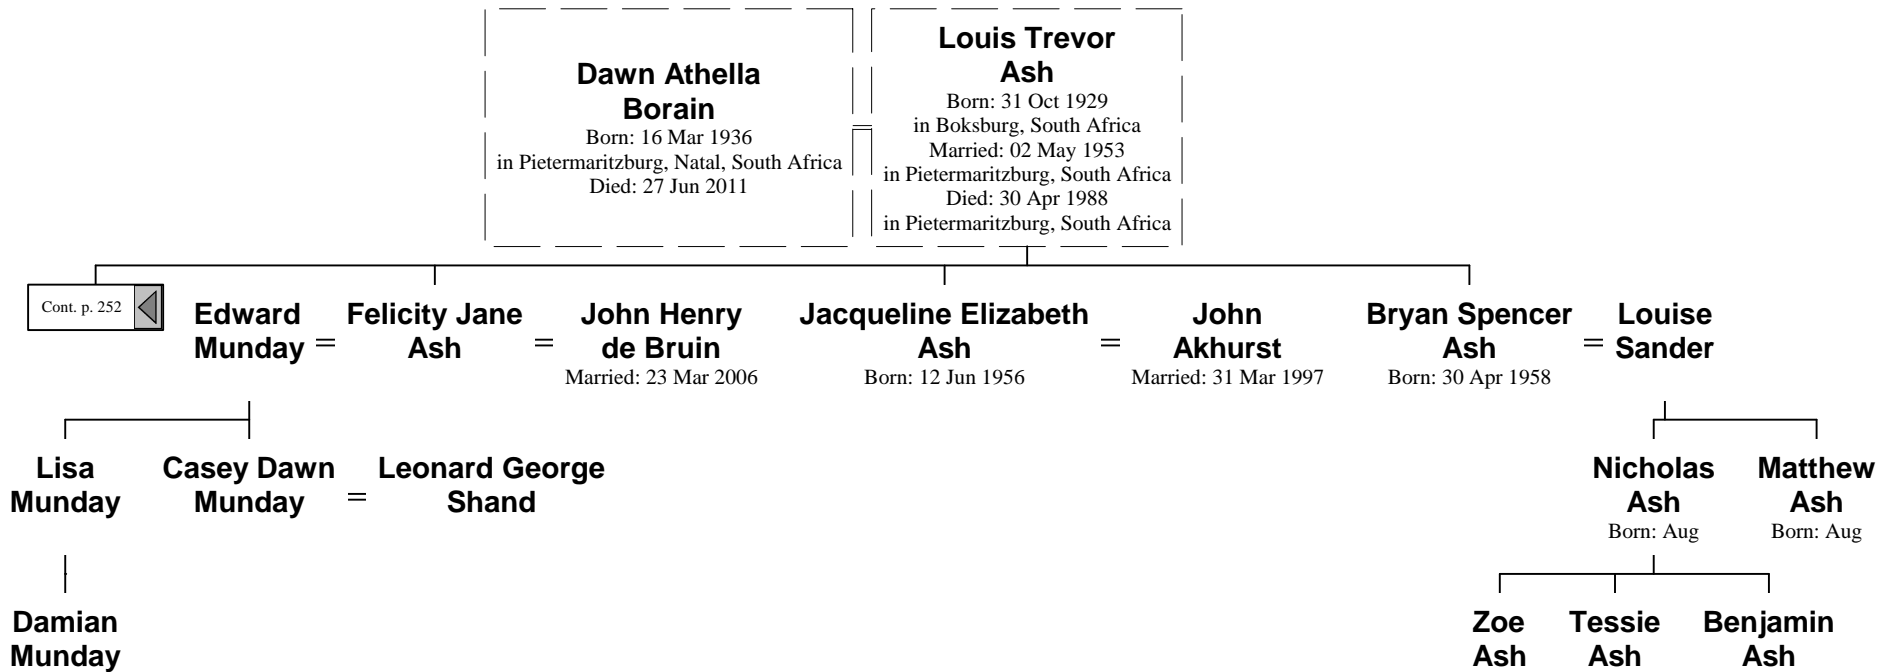 Dawn Athella
Borain
Born: 16 Mar 1936
in Pietermaritzburg, Natal, South Africa
Died: 27 Jun 2011
Louis Trevor
Ash
Born: 31 Oct 1929
in Boksburg, South Africa
Married: 02 May 1953
in Pietermaritzburg, South Africa
Died: 30 Apr 1988
in Pietermaritzburg, South Africa
=
Cont. p. 252
Edward
Munday
=
Felicity Jane
Ash
=
John Henry
de Bruin
Married: 23 Mar 2006
Jacqueline Elizabeth
Ash
Born: 12 Jun 1956
=
John
Akhurst
Married: 31 Mar 1997
Bryan Spencer
Ash
Born: 30 Apr 1958
=
Louise
Sander
Lisa
Munday
Casey Dawn
Munday
=
Leonard George
Shand
Nicholas
Ash
Born: Aug
Matthew
Ash
Born: Aug
Damian
Munday
Zoe
Ash
Tessie
Ash
Benjamin
Ash